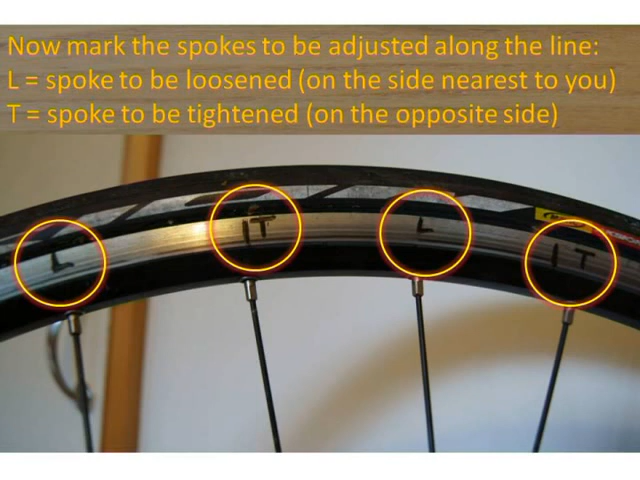 Now mark the spokes to be adjusted along the line:
L = spoke to be loosened (on the side nearest to you)
T = spoke to be tightened (on the opposite side)
L
T
L
T